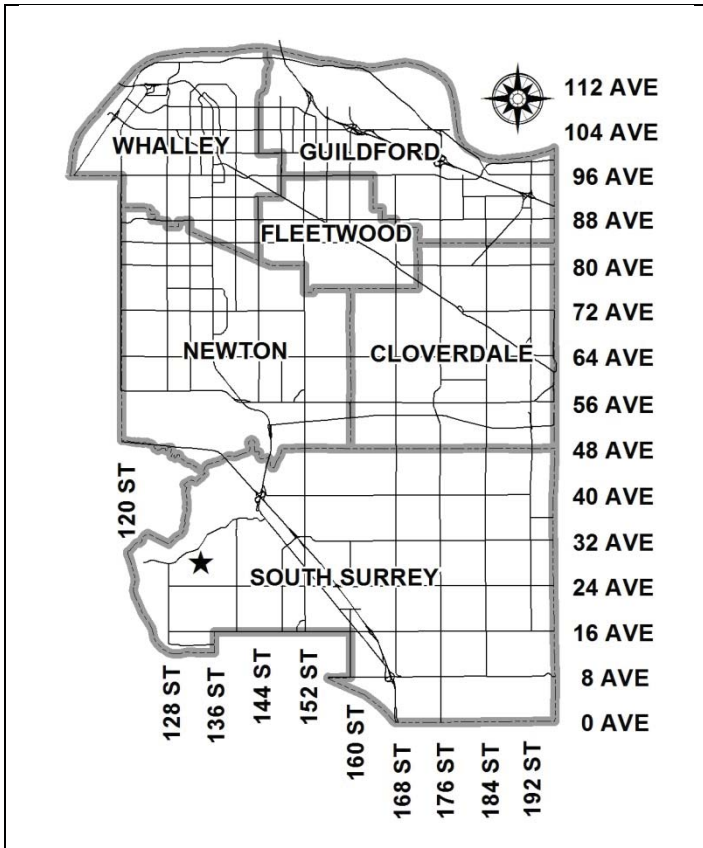 112 AVE
104 AVE
WHALLEY
GUILDFORD
96 AVE
88 AVE
FLEETWOOD
80 AVE
72 AVE
NEWTON
CLOVERDALE
64 AVE
56 AVE
48 AVE
120 ST
40 AVE
32 AVE
SOUTH SURREY
24 AVE
16 AVE
128 ST
136 ST
144 ST
152 ST
160 ST
8 AVE
0 AVE
168 ST
176 ST
184 ST
192 ST